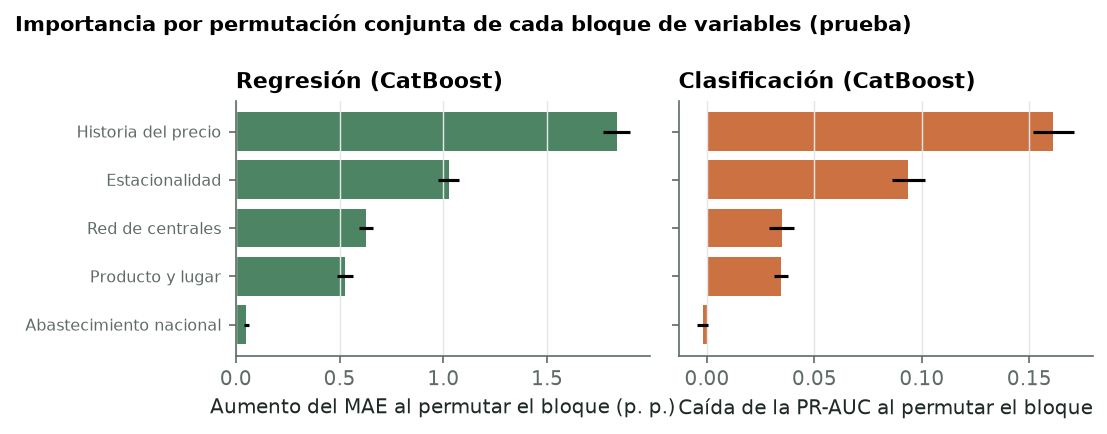 Importancia por permutación conjunta de cada bloque de variables (prueba)
Regresión (CatBoost)
Clasificación (CatBoost)
Historia del precio
Estacionalidad
Red de centrales
Producto y lugar
Abastecimiento nacional
0.0 0.5 1.0 1.5
0.00 0.05 0.10 0.15
Aumento del MAE al permutar el bloque (p. p.)
Caída de la PR-AUC al permutar el bloque